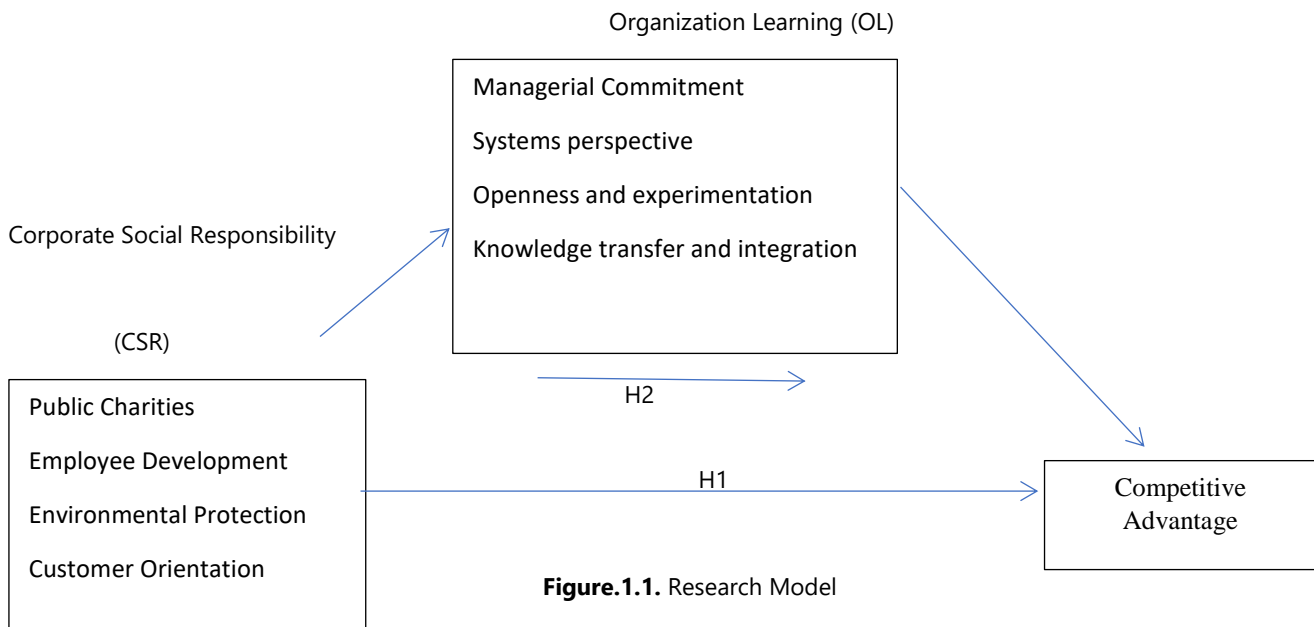 Organization Learning (OL)
Managerial Commitment
Systems perspective
Openness and experimentation
Knowledge transfer and integration
Corporate Social Responsibility
(CSR)
Public Charities
Employee Development
Environmental Protection
Customer Orientation
H2
H1
Competitive
Advantage
Figure.1.1. Research Model